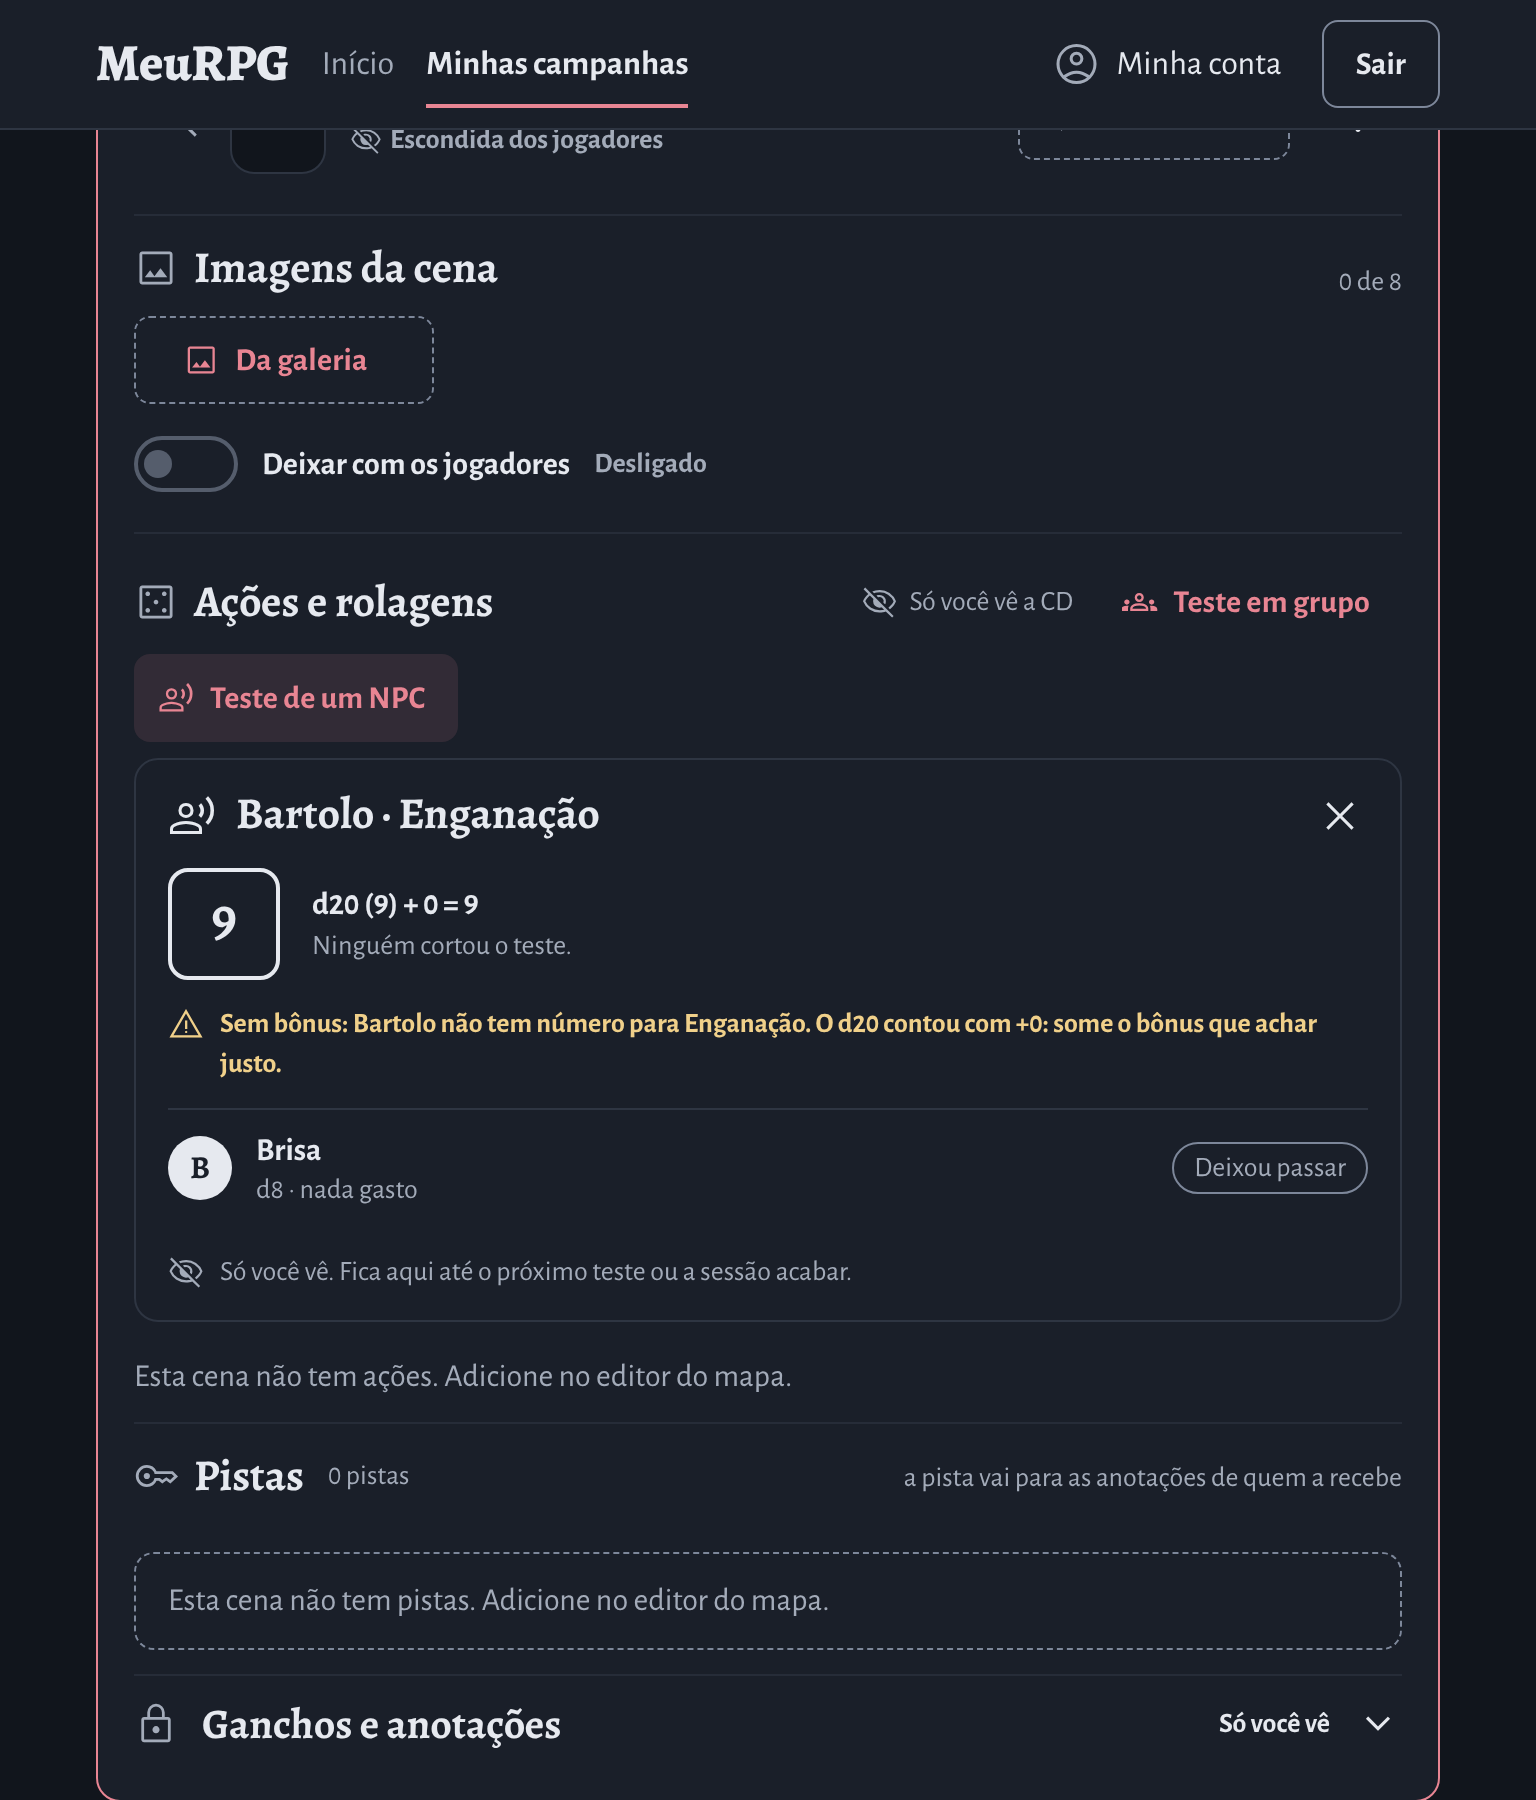 MeuRPG
Início
Minhas campanhas
Minha conta
Sair
Escondida dos jogadores
Imagens da cena
0 de 8
Da galeria
Deixar com os jogadores
Desligado
Ações e rolagens
Só você vê a CD
Teste em grupo
Teste de um NPC
Bartolo · Enganação
9
d20 (9) + 0 = 9
Ninguém cortou o teste.
Sem bônus: Bartolo não tem número para Enganação. O d20 contou com +0: some o bônus que achar
justo.
B
Brisa
d8 · nada gasto
Deixou passar
Só você vê. Fica aqui até o próximo teste ou a sessão acabar.
Esta cena não tem ações. Adicione no editor do mapa.
Pistas
0 pistas
a pista vai para as anotações de quem a recebe
Esta cena não tem pistas. Adicione no editor do mapa.
Ganchos e anotações
Só você vê